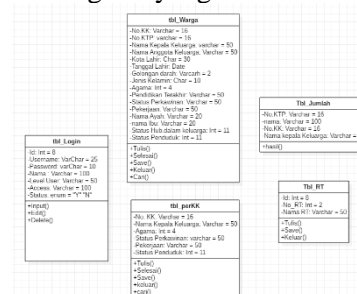 tbl_Warga
-No.KK: Varchar = 16
-No.KTP: varchar = 16
-Nama Kepala Keluarga: varchar = 50
-Nama Anggota Keluarga: Varchar = 50
-Kota Lahir: Char = 30
-Tanggal Lahir: Date
-Golongan darah: Varcarh = 2
-Jenis Kelamin: Char = 10
-Agama: Int = 4
-Pendidikan Terakhir: Varchar = 50
-Status Perkawinan: Varchar = 50
-Pekerjaan: Varchar = 50
-Nama Ayah: Varchar = 20
-nama Ibu: Varchar = 20
-Status Hub.dalam keluarga: Int = 11
-Status Penduduk: Int = 11
+Tulis()
+Selesai()
+Save()
+Keluar()
+Cari()
Tbl_Jumlah
-No.KTP: Varchar = 16
-nama: Varchar = 100
-No.KK: Varchar = 16
-Nama kepala Keluarga: Varchar =
+hasil()
tbl_Login
-Id: Int = 8
-Username: VarChar = 25
-Password: varChar = 10
-Nama : Varchar = 100
-Level User: Varchar = 50
-Access: Varchar = 100
-Status: enum = "Y" "N"
+Input()
+Edit()
+Delete()
tbl_perKK
-No. KK: Varchar = 16
-Nama Kepala Keluarga: Varchar = 50
-Agama: Int = 4
-Status Perkawinan: varchar = 50
-Pekerjaan: Varchar = 50
-Status Penduduk: Int = 11
+Tulis()
+Selesai()
+Save()
+keluar()
+cari()
Tbl_RT
-Id: Int = 0
-No_RT: Int = 2
-Nama RT: Varchar = 50
+Tulis()
+Save()
+Keluar()